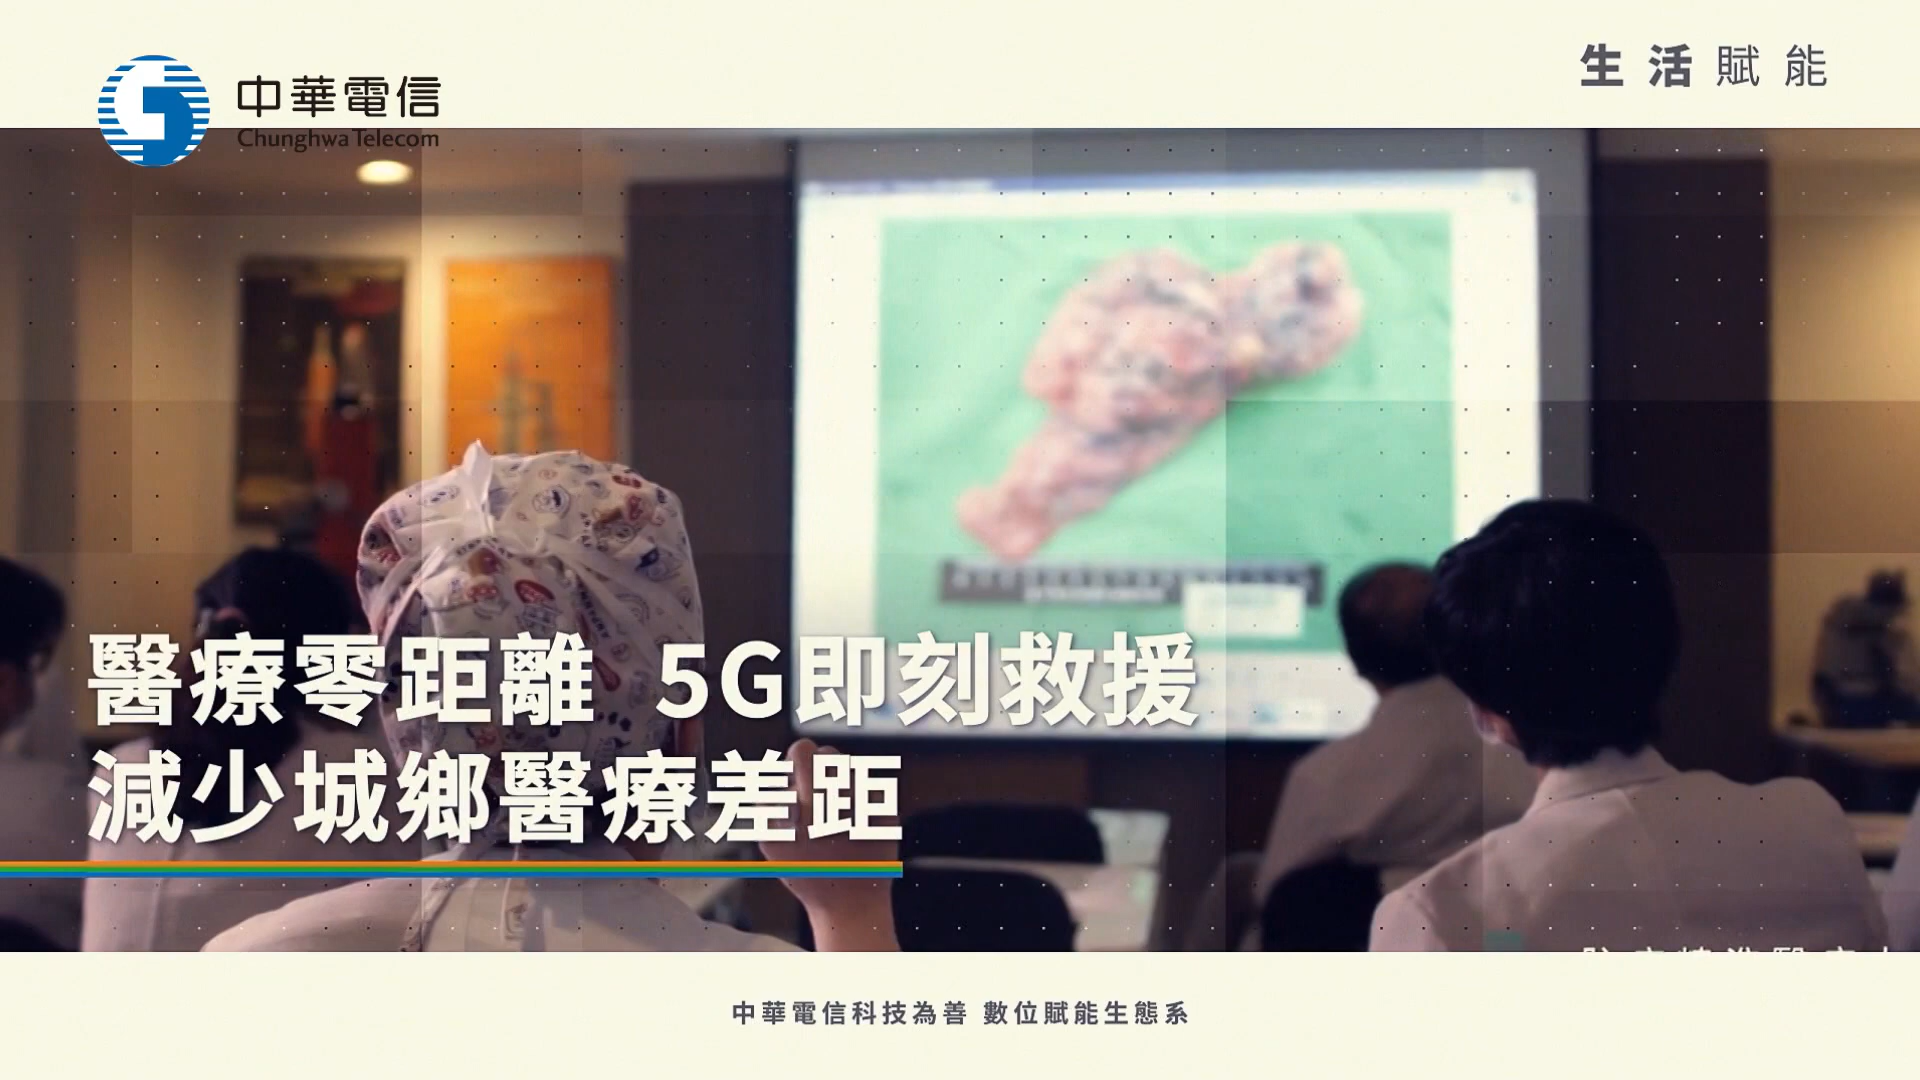 中華電信
Chunghwa Telecom
生活賦能
醫療零距離 5G即刻救援
減少城鄉醫療差距
中華電信科技為善 數位賦能生態系